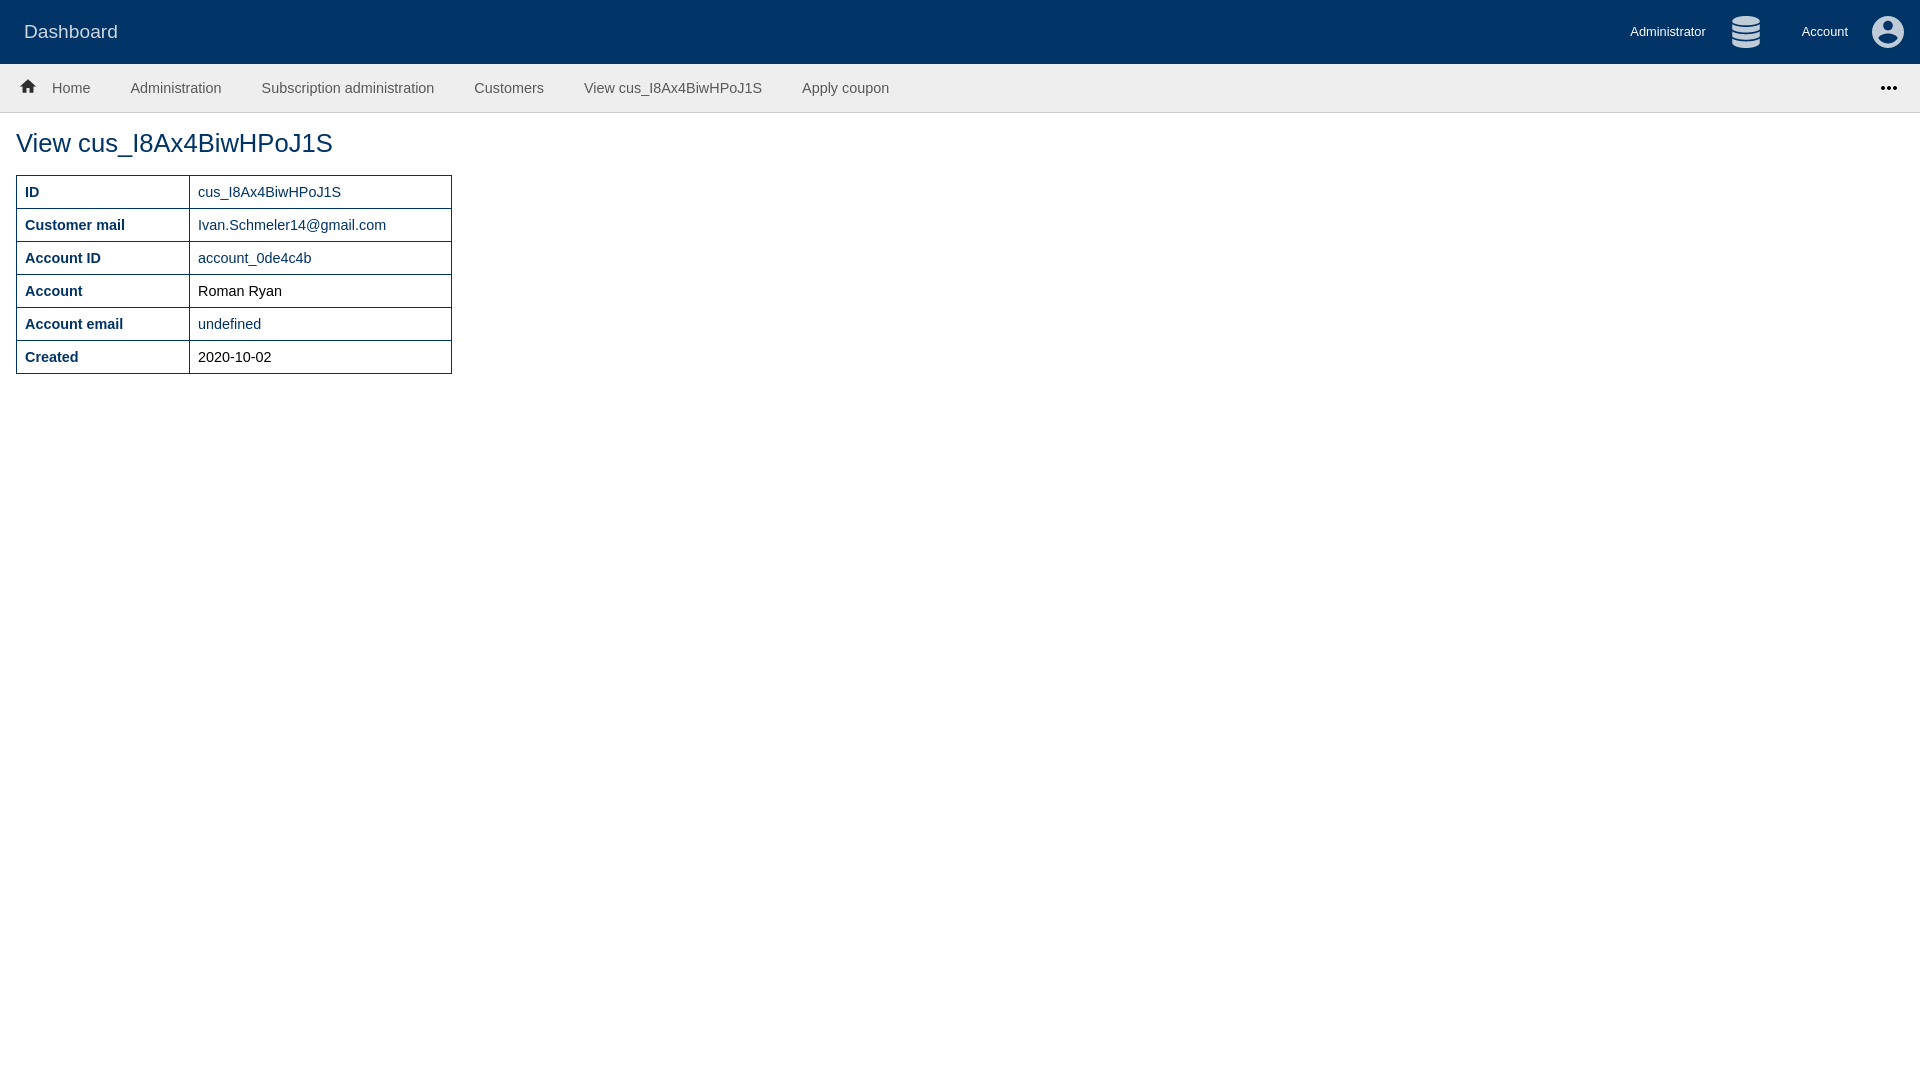 Dashboard
Administrator
Account
Home
Administration
Subscription administration
Customers
View cus_I8Ax4BiwHPoJ1S
Apply coupon
View cus_I8Ax4BiwHPoJ1S
ID cus_I8Ax4BiwHPoJ1S
Customer mail Ivan.Schmeler14@gmail.com
Account ID account_0de4c4b
Account Roman Ryan
Account email undefined
Created 2020-10-02